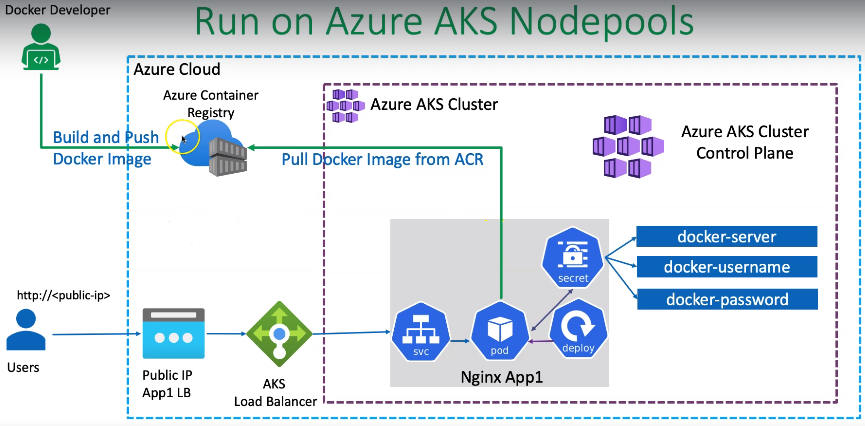 Docker Developer
Run on Azure AKS Nodepools
Azure Cloud
Azure Container
Registry
Azure AKS Cluster
Azure AKS Cluster
Control Plane
Build and Push
Docker Image
Pull Docker Image from ACR
secret
docker-server
docker-username
docker-password
http://<public-ip>
Users
Public IP
App1 LB
AKS
Load Balancer
svc
pod
deploy
Nginx App1